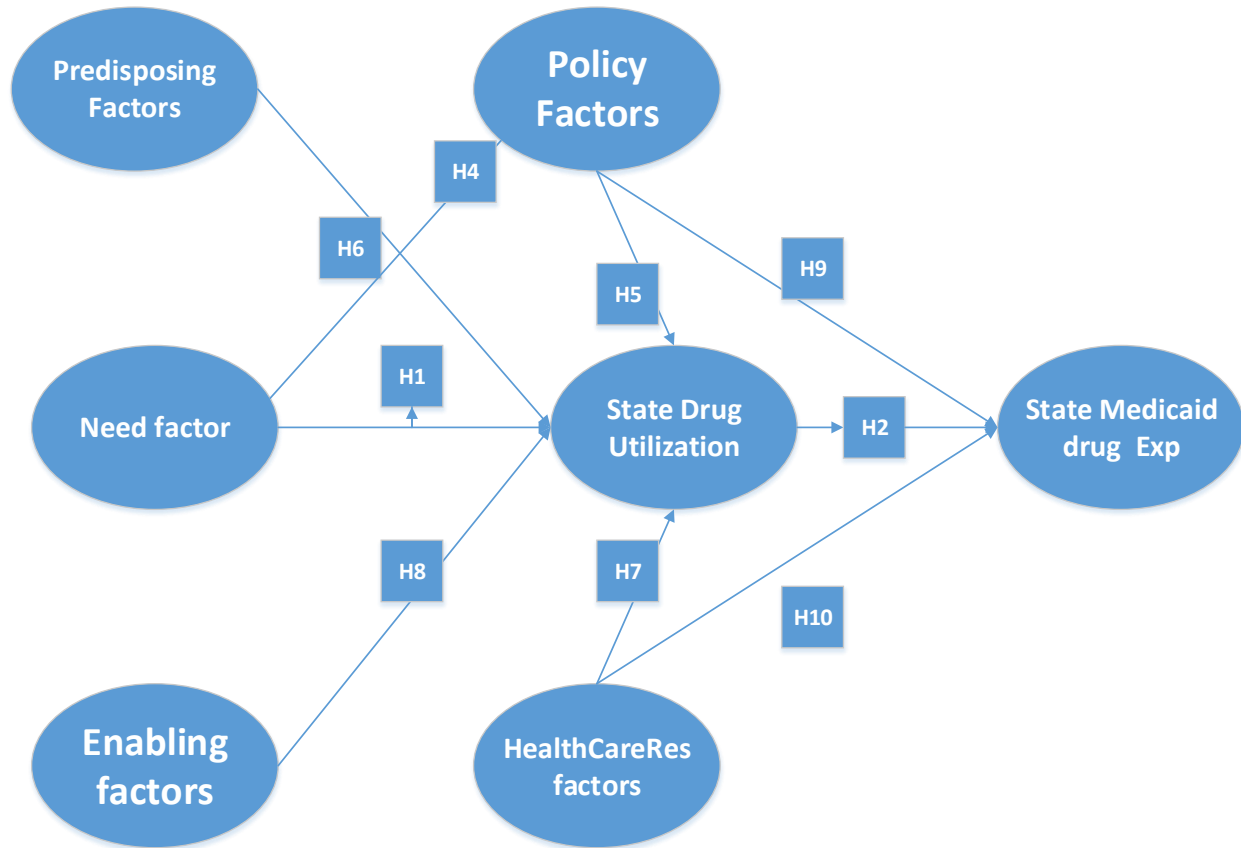 Predisposing
Factors
Policy
Factors
H4
H6
H9
H5
H1
Need factor
State Drug
Utilization
H2
State Medicaid
drug  Exp
H8
H7
H10
Enabling
factors
HealthCareRes
factors